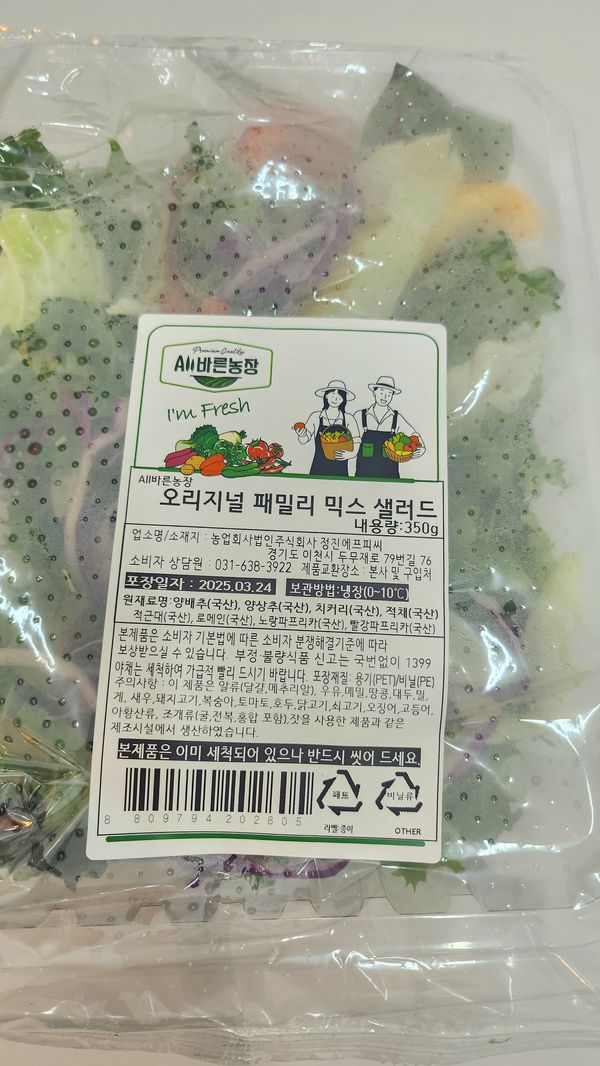 Premium Quality
All바른농장
I'm Fresh
All바른농장
오리지널 패밀리 믹스 샐러드
내용량:350g
업소명/소재지 : 농업회사법인주식회사 정진에프피씨
경기도 이천시 두무재로 79번길 76
소비자 상담원 : 031-638-3922 제품교환장소 : 본사 및 구입처
포장일자 : 2025.03.24 보관방법:냉장(0~10℃)
원재료명:양배추(국산), 양상추(국산), 치커리(국산), 적채(국산)
적근대(국산), 로메인(국산), 노랑파프리카(국산), 빨강파프리카(국산)
본제품은 소비자 기본법에 따른 소비자 분쟁해결기준에 따라
보상받으실 수 있습니다. 부정·불량식품 신고는 국번없이 1399
야채는 세척하여 가급적 빨리 드시기 바랍니다. 포장재질: 용기(PET)/비닐(PE)
주의사항 : 이 제품은 알류(달걀,메추리알), 우유,메밀,땅콩,대두,밀,
게, 새우,돼지고기,복숭아,토마토,호두,닭고기,쇠고기,오징어,고등어,
아황산류, 조개류(굴,전복,홍합 포함),잣을 사용한 제품과 같은
제조시설에서 생산하였습니다.
본제품은 이미 세척되어 있으나 반드시 씻어 드세요.
페트 비닐류
8 809794 202605
라벨:종이 OTHER